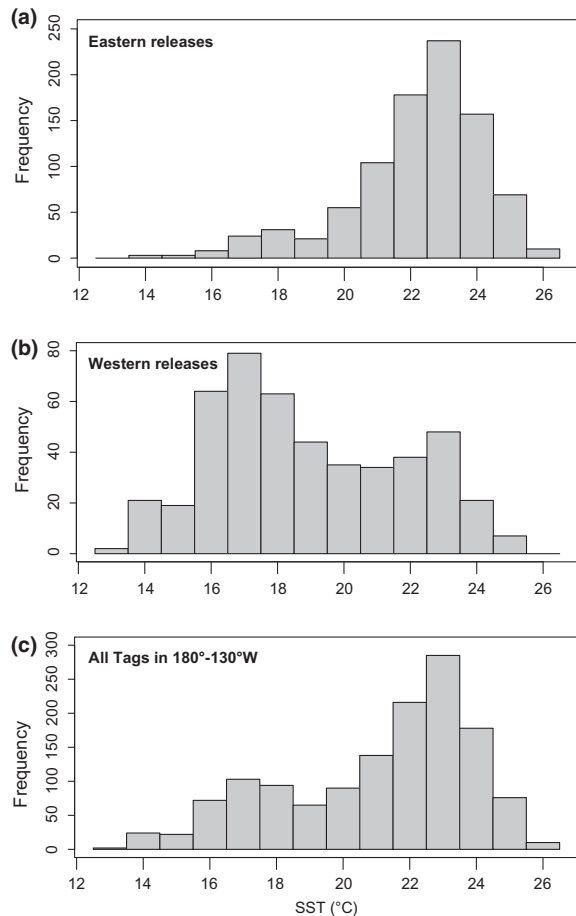 (a)
Eastern releases
Frequency
0 50 100 150 200 250
12 14 16 18 20 22 24 26
(b)
Western releases
Frequency
0 20 40 60 80
12 14 16 18 20 22 24 26
(c)
All Tags in 180°-130°W
Frequency
0 50 100 150 200 250 300
12 14 16 18 20 22 24 26
SST (°C)